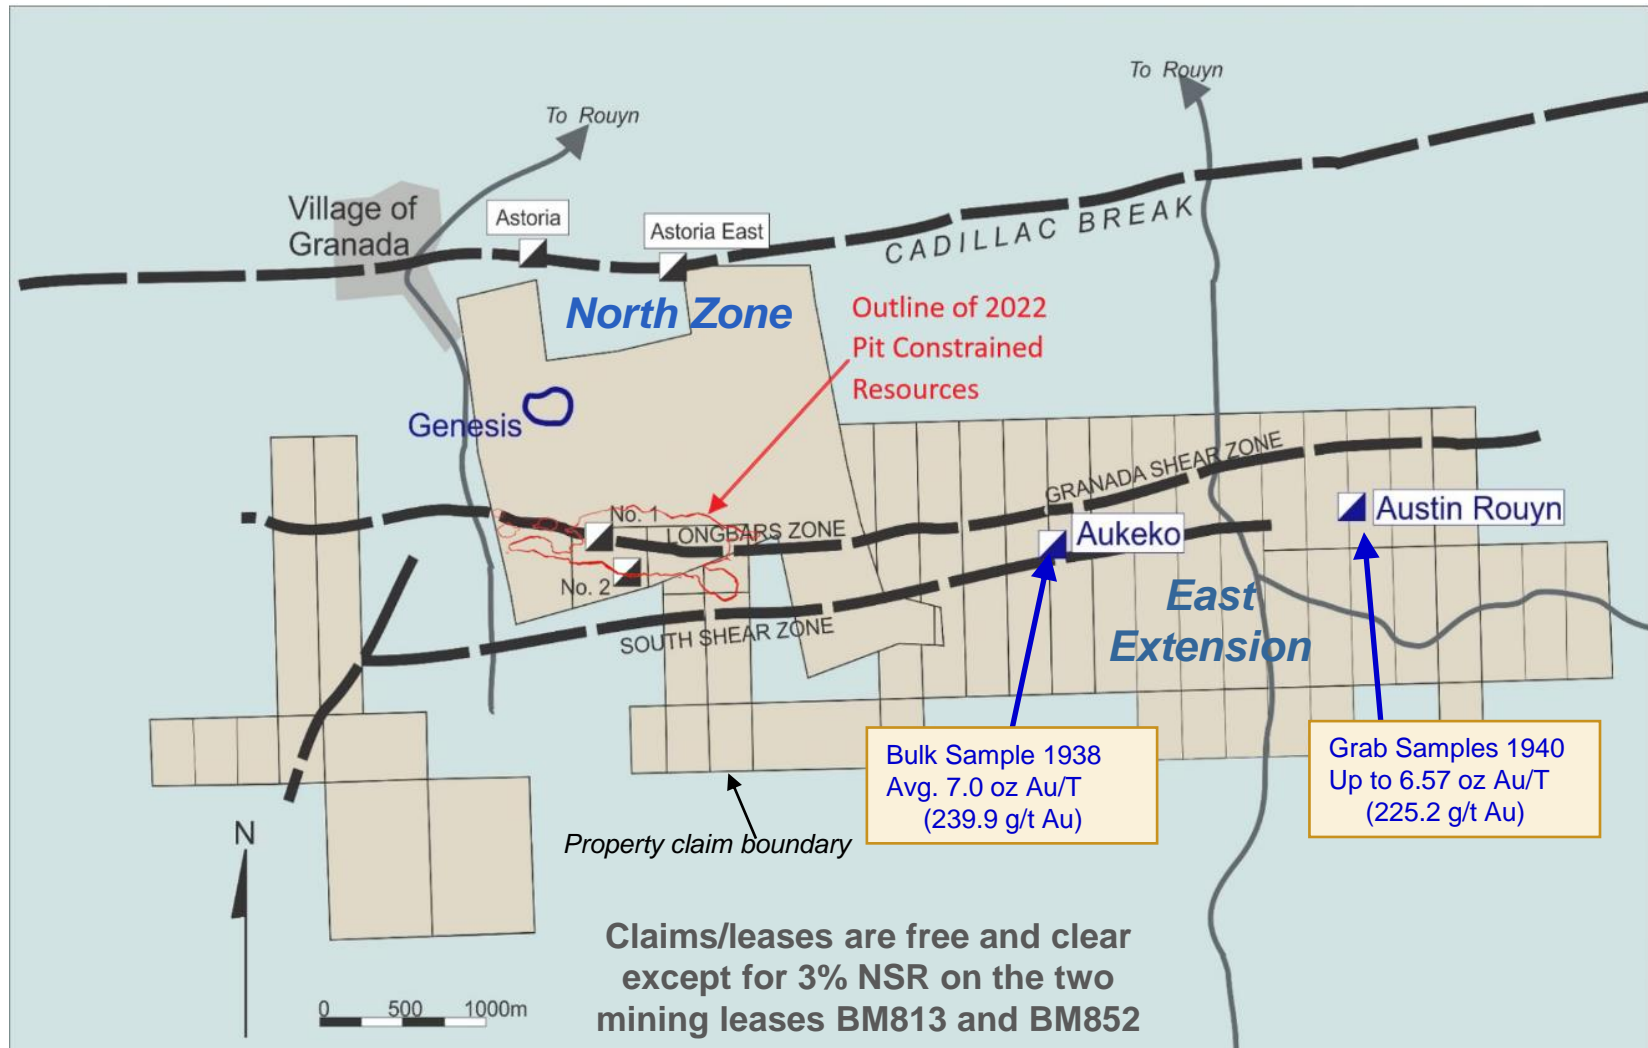 To Rouyn
To Rouyn
Village of
Granada
Astoria
Astoria East
CADILLAC BREAK
North Zone
Outline of 2022
Pit Constrained
Resources
Genesis
GRANADA SHEAR ZONE
No. 1
LONGBARS ZONE
Austin Rouyn
Aukeko
No. 2
SOUTH SHEAR ZONE
East
Extension
Bulk Sample 1938
Avg. 7.0 oz Au/T
(239.9 g/t Au)
Grab Samples 1940
Up to 6.57 oz Au/T
(225.2 g/t Au)
Property claim boundary
N
Claims/leases are free and clear
except for 3% NSR on the two
mining leases BM813 and BM852
0 500 1000m